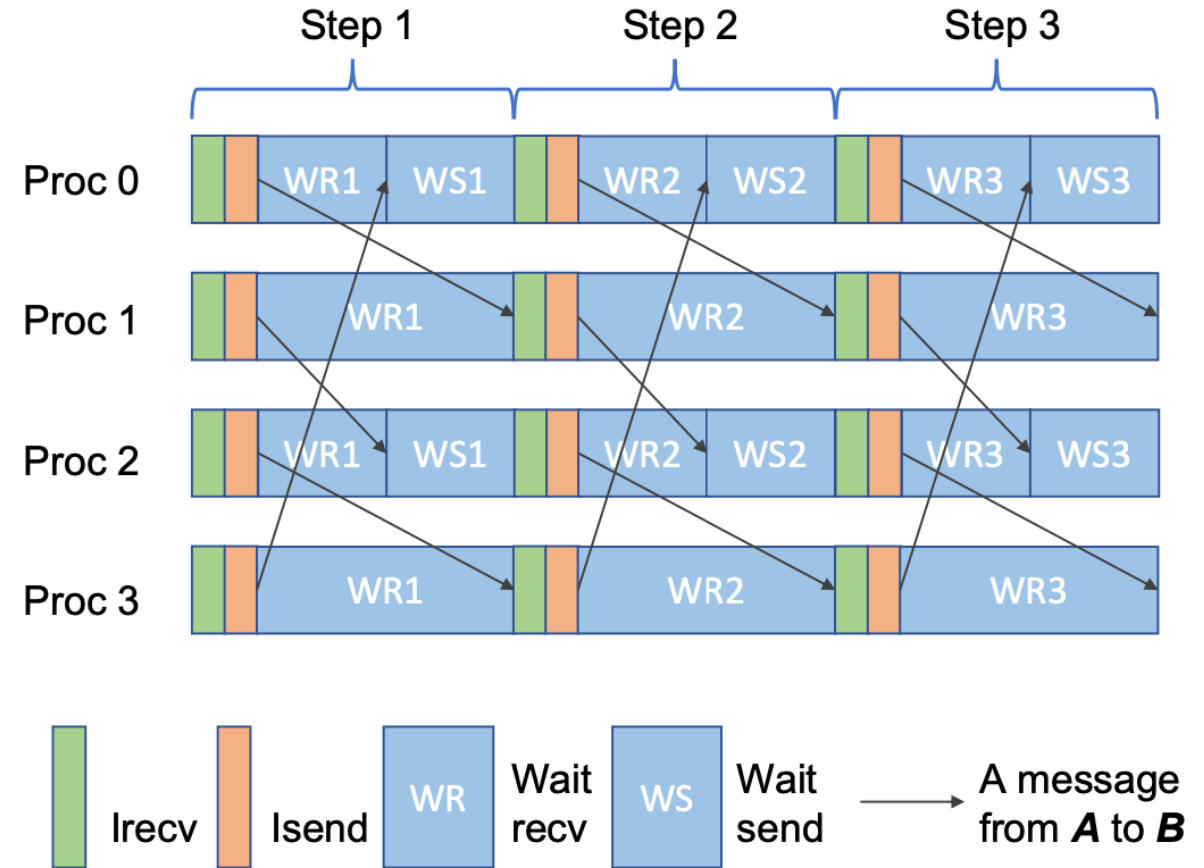 Step 1 Step 2 Step 3
Proc 0 WR1 WS1 WR2 WS2 WR3 WS3
Proc 1 WR1 WR2 WR3
Proc 2 WR1 WS1 WR2 WS2 WR3 WS3
Proc 3 WR1 WR2 WR3
Irecv
Isend
WR
Wait
recv
WS
Wait
send
A message
from A to B